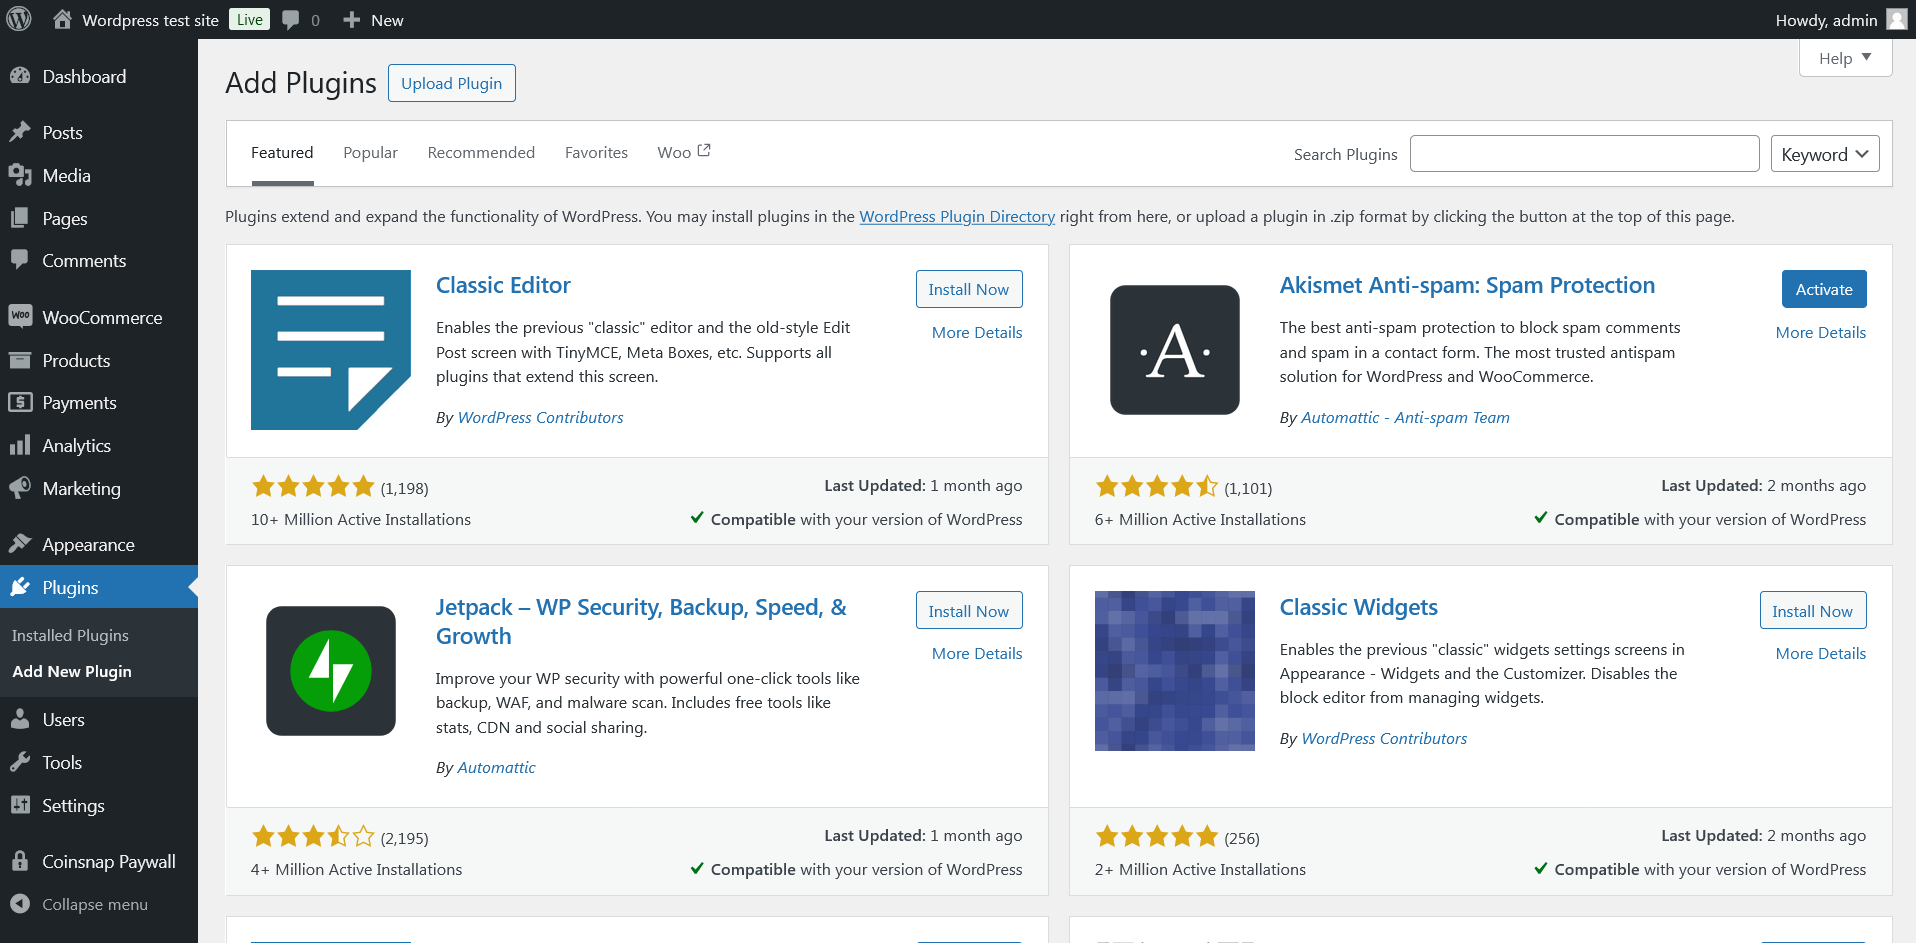 Wordpress test site Live 0 New
Howdy, admin
Dashboard
Posts
Media
Pages
Comments
WooCommerce
Products
Payments
Analytics
Marketing
Appearance
Plugins
Installed Plugins
Add New Plugin
Users
Tools
Settings
Coinsnap Paywall
Collapse menu
Help
Add Plugins Upload Plugin
Featured Popular Recommended Favorites Woo
Search Plugins Keyword
Plugins extend and expand the functionality of WordPress. You may install plugins in the WordPress Plugin Directory right from here, or upload a plugin in .zip format by clicking the button at the top of this page.
Classic Editor
Install Now
More Details
Enables the previous "classic" editor and the old-style Edit
Post screen with TinyMCE, Meta Boxes, etc. Supports all
plugins that extend this screen.
By WordPress Contributors
(1,198)
Last Updated: 1 month ago
10+ Million Active Installations
Compatible with your version of WordPress
·A·
Akismet Anti-spam: Spam Protection
Activate
More Details
The best anti-spam protection to block spam comments
and spam in a contact form. The most trusted antispam
solution for WordPress and WooCommerce.
By Automattic - Anti-spam Team
(1,101)
Last Updated: 2 months ago
6+ Million Active Installations
Compatible with your version of WordPress
Jetpack – WP Security, Backup, Speed, &
Growth
Install Now
More Details
Improve your WP security with powerful one-click tools like
backup, WAF, and malware scan. Includes free tools like
stats, CDN and social sharing.
By Automattic
(2,195)
Last Updated: 1 month ago
4+ Million Active Installations
Compatible with your version of WordPress
Classic Widgets
Install Now
More Details
Enables the previous "classic" widgets settings screens in
Appearance - Widgets and the Customizer. Disables the
block editor from managing widgets.
By WordPress Contributors
(256)
Last Updated: 2 months ago
2+ Million Active Installations
Compatible with your version of WordPress